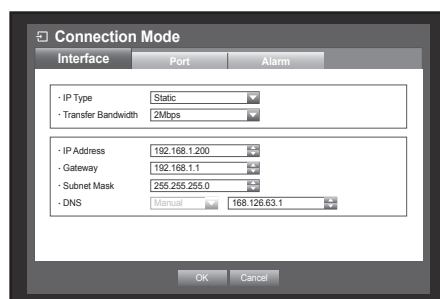 Connection Mode
Interface Port Alarm
· IP Type Static
· Transfer Bandwidth 2Mbps
· IP Address 192.168.1.200
· Gateway 192.168.1.1
· Subnet Mask 255.255.255.0
· DNS Manual 168.126.63.1
OK Cancel